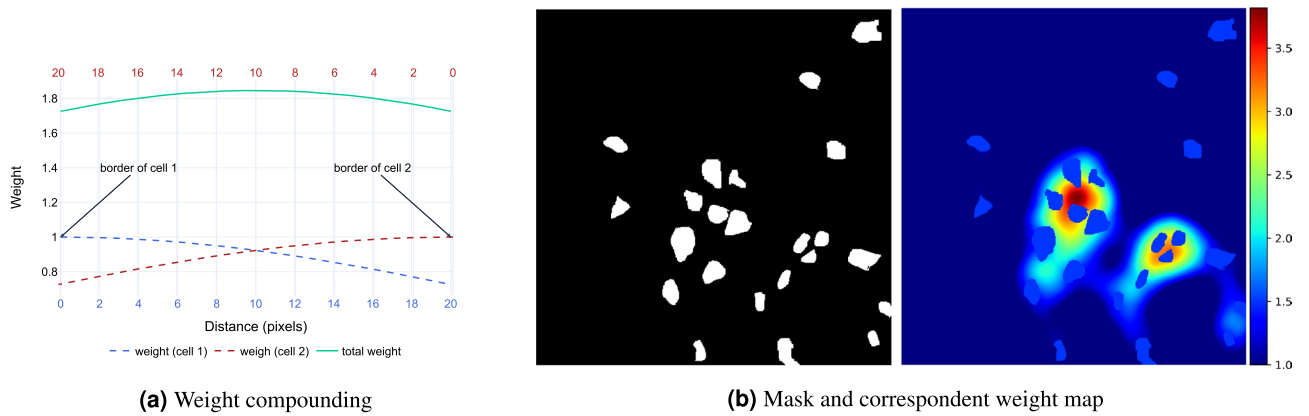 20 18 16 14 12 10 8 6 4 2 0
1.8
1.6
1.4
1.2
1
0.8
Weight
border of cell 1
border of cell 2
0 2 4 6 8 10 12 14 16 18 20
Distance (pixels)
weight (cell 1) weigh (cell 2) total weight
(a) Weight compounding
3.5
3.0
2.5
2.0
1.5
1.0
(b) Mask and correspondent weight map